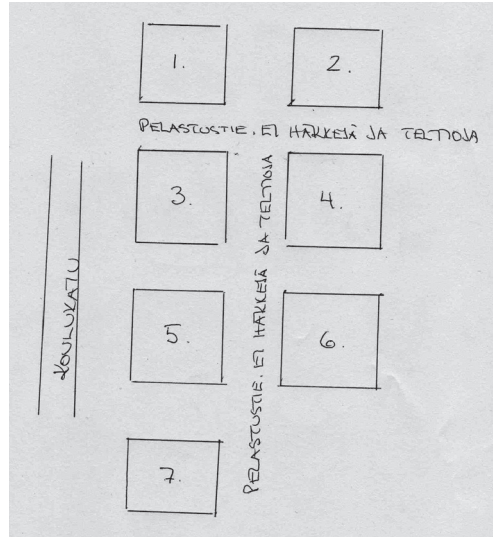 1.
2.
PELASTUSTIE. EI HÄKKEJÄ JA TELTTOJA
3.
4.
PELASTUSTIE. EI HÄKKEJÄ JA TELTTOJA
KOULUKATU
5.
6.
7.